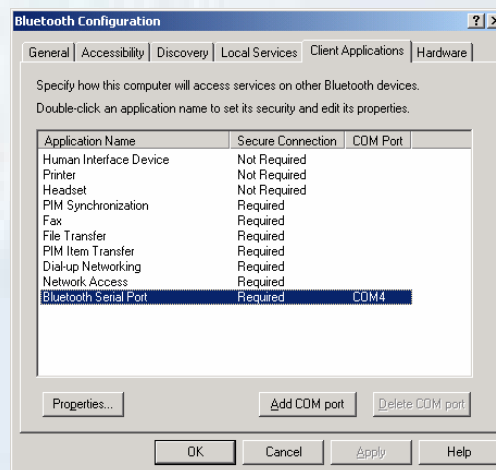 Bluetooth Configuration
General Accessibility Discovery Local Services Client Applications Hardware
Specify how this computer will access services on other Bluetooth devices.
Double-click an application name to set its security and edit its properties.
Application Name Secure Connection COM Port
Human Interface Device Not Required
Printer Not Required
Headset Not Required
PIM Synchronization Required
Fax Required
File Transfer Required
PIM Item Transfer Required
Dial-up Networking Required
Network Access Required
Bluetooth Serial Port Required COM4
Properties... Add COM port Delete COM port
OK Cancel Apply Help